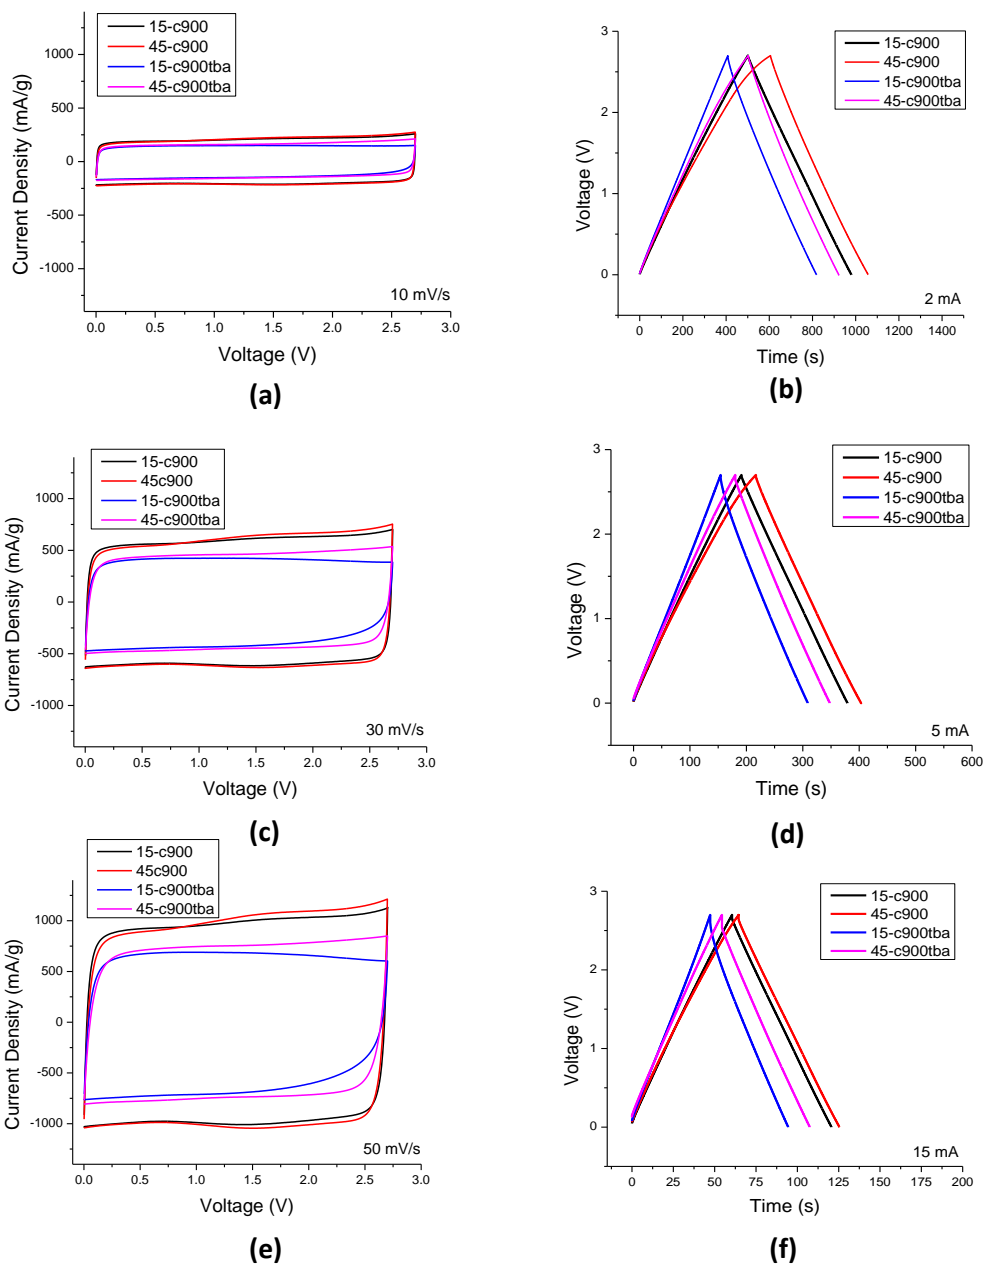 15-c900
45-c900
15-c900tba
45-c900tba
1000
500
0
-500
-1000
Current Density (mA/g)
10 mV/s
0.0 0.5 1.0 1.5 2.0 2.5 3.0
Voltage (V)
(a)
15-c900
45-c900
15-c900tba
45-c900tba
3
2
1
0
Voltage (V)
2 mA
0 200 400 600 800 1000 1200 1400
Time (s)
(b)
15-c900
45c900
15-c900tba
45-c900tba
1000
500
0
-500
-1000
Current Density (mA/g)
30 mV/s
0.0 0.5 1.0 1.5 2.0 2.5 3.0
Voltage (V)
(c)
15-c900
45-c900
15-c900tba
45-c900tba
3
2
1
0
Voltage (V)
5 mA
0 100 200 300 400 500 600
Time (s)
(d)
15-c900
45c900
15-c900tba
45-c900tba
1000
500
0
-500
-1000
Current Density (mA/g)
50 mV/s
0.0 0.5 1.0 1.5 2.0 2.5 3.0
Voltage (V)
(e)
15-c900
45-c900
15-c900tba
45-c900tba
3
2
1
0
Voltage (V)
15 mA
0 25 50 75 100 125 150 175 200
Time (s)
(f)